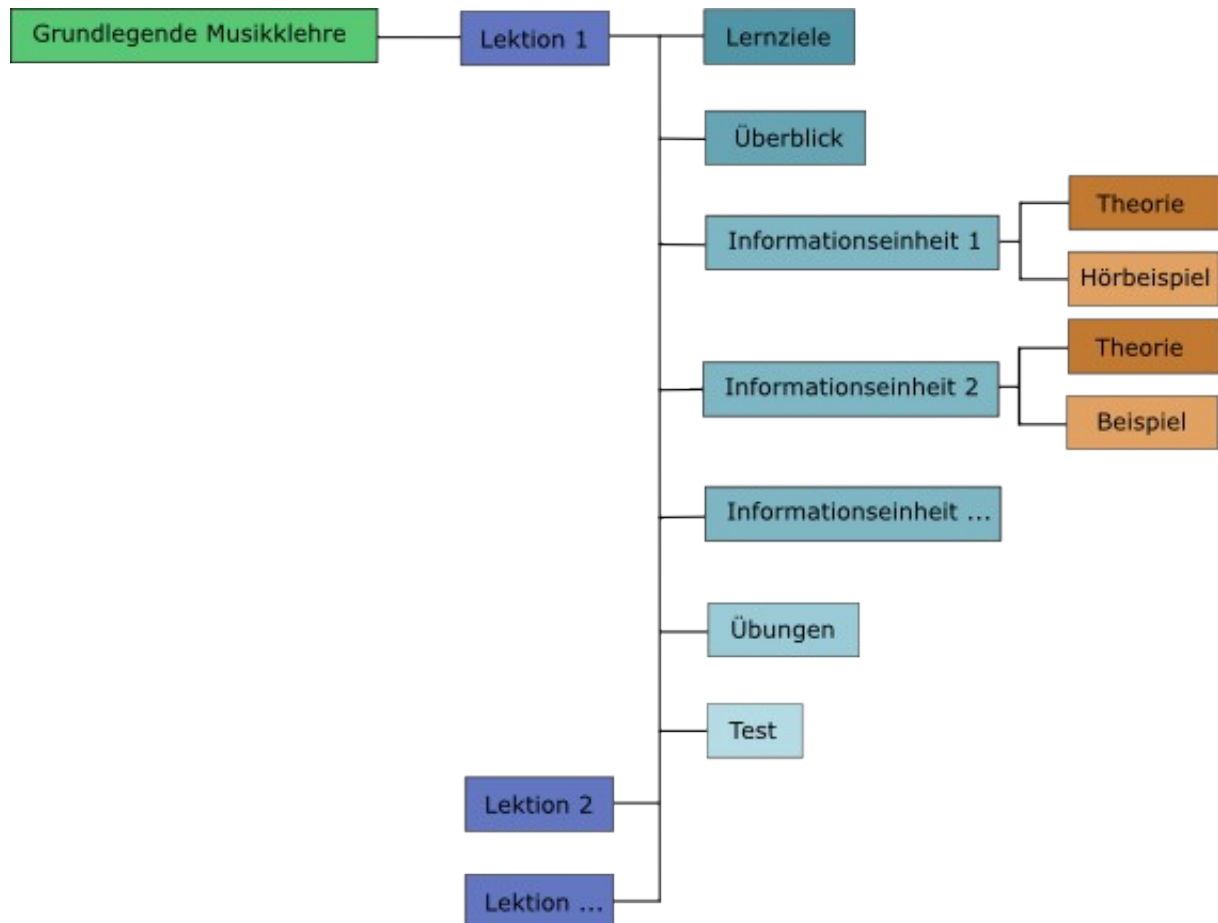 Grundlegende Musikklehre
Lektion 1
Lernziele
Überblick
Informationseinheit 1
Theorie
Hörbeispiel
Informationseinheit 2
Theorie
Beispiel
Informationseinheit ...
Übungen
Test
Lektion 2
Lektion ...